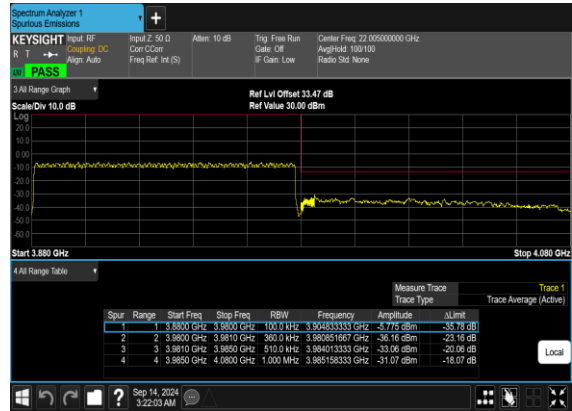 Spectrum Analyzer 1
Spurious Emissions
KEYSIGHT Input: RF Input Z: 50 Ω Atten: 10 dB Trig: Free Run Center Freq: 22.005000000 GHz
R T Coupling: DC Corr CCorr Gate: Off Avg|Hold: 100/100
Align: Auto Freq Ref: Int (S) IF Gain: Low Radio Std: None
PASS
3 All Range Graph
Ref Lvl Offset 33.47 dB
Scale/Div 10.0 dB Ref Value 30.00 dBm
Log
20.0
10.0
0.00
-10.0
-20.0
-30.0
-40.0
-50.0
-60.0
Start 3.880 GHz Stop 4.080 GHz
4 All Range Table
Measure Trace Trace 1
Trace Type Trace Average (Active)
Spur Range Start Freq Stop Freq RBW Frequency Amplitude ΔLimit
1 1 3.8800 GHz 3.9800 GHz 100.0 kHz 3.904833333 GHz -5.775 dBm -35.78 dB
2 2 3.9800 GHz 3.9810 GHz 360.0 kHz 3.980851667 GHz -36.16 dBm -23.16 dB
3 3 3.9810 GHz 3.9850 GHz 510.0 kHz 3.984013333 GHz -33.06 dBm -20.06 dB
4 4 3.9850 GHz 4.0800 GHz 1.000 MHz 3.985158333 GHz -31.07 dBm -18.07 dB
Local
Sep 14, 2024
3:22:03 AM